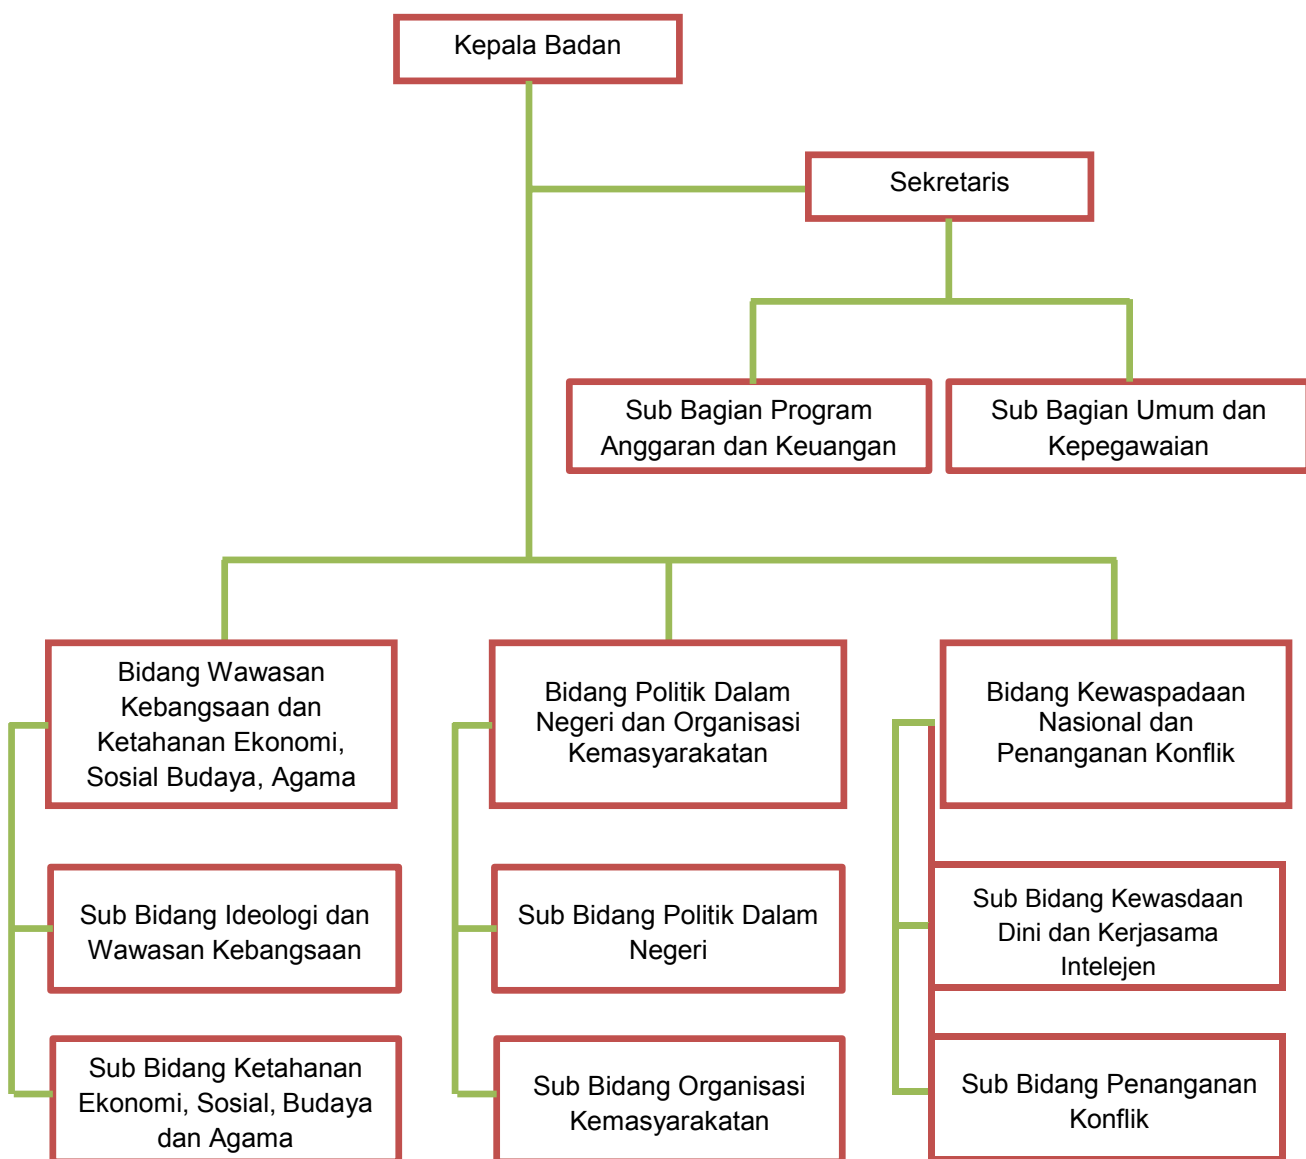 Kepala Badan
Sekretaris
Sub Bagian Program
Anggaran dan Keuangan
Sub Bagian Umum dan
Kepegawaian
Bidang Wawasan
Kebangsaan dan
Ketahanan Ekonomi,
Sosial Budaya, Agama
Bidang Politik Dalam
Negeri dan Organisasi
Kemasyarakatan
Bidang Kewaspadaan
Nasional dan
Penanganan Konflik
Sub Bidang Ideologi dan
Wawasan Kebangsaan
Sub Bidang Politik Dalam
Negeri
Sub Bidang Kewasdaan
Dini dan Kerjasama
Intelejen
Sub Bidang Ketahanan
Ekonomi, Sosial, Budaya
dan Agama
Sub Bidang Organisasi
Kemasyarakatan
Sub Bidang Penanganan
Konflik